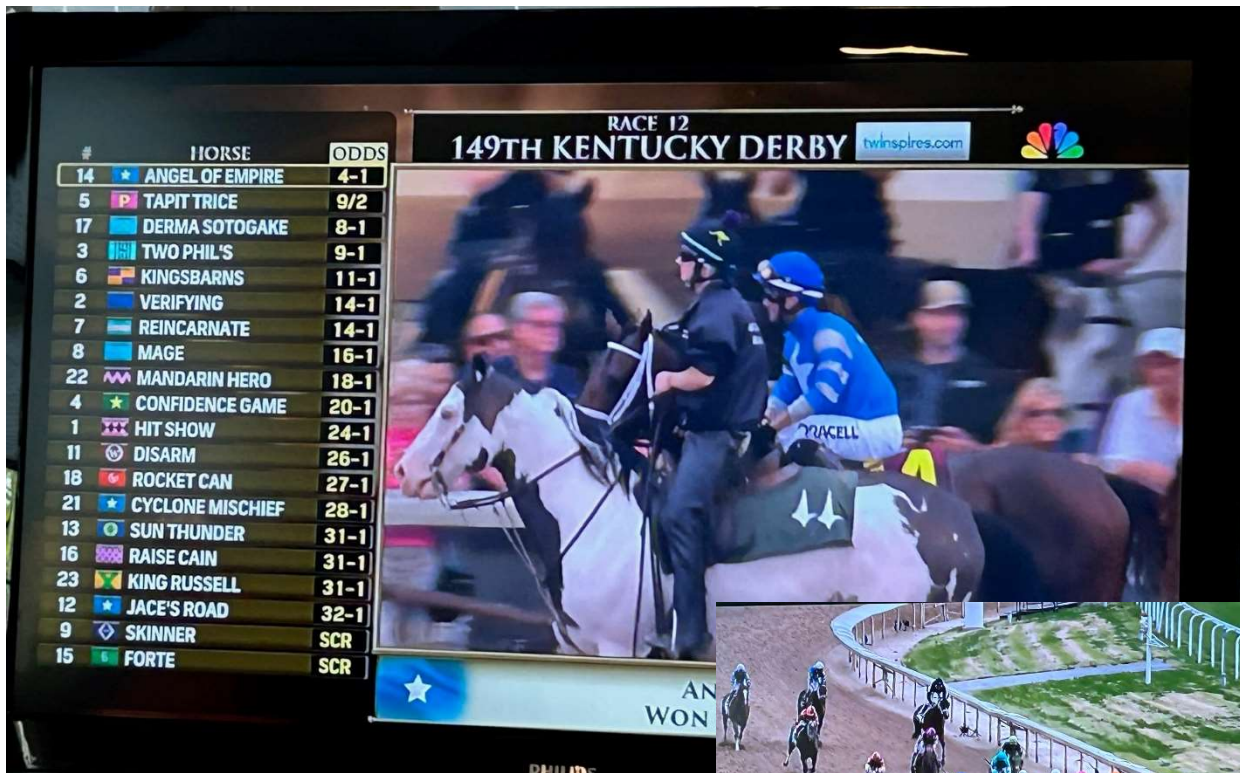 RACE 12
149TH KENTUCKY DERBY
twinspires.com
# HORSE ODDS
14 ANGEL OF EMPIRE 4-1
5 P TAPIT TRICE 9/2
17 DERMA SOTOGAKE 8-1
3 TWO PHIL'S 9-1
6 KINGSBARNS 11-1
2 VERIFYING 14-1
7 REINCARNATE 14-1
8 MAGE 16-1
22 MANDARIN HERO 18-1
4 CONFIDENCE GAME 20-1
1 HIT SHOW 24-1
11 DISARM 26-1
18 ROCKET CAN 27-1
21 CYCLONE MISCHIEF 28-1
13 SUN THUNDER 31-1
16 RAISE CAIN 31-1
23 KING RUSSELL 31-1
12 JACE'S ROAD 32-1
9 SKINNER SCR
15 6 FORTE SCR
4
AN
WON
PHILIPS